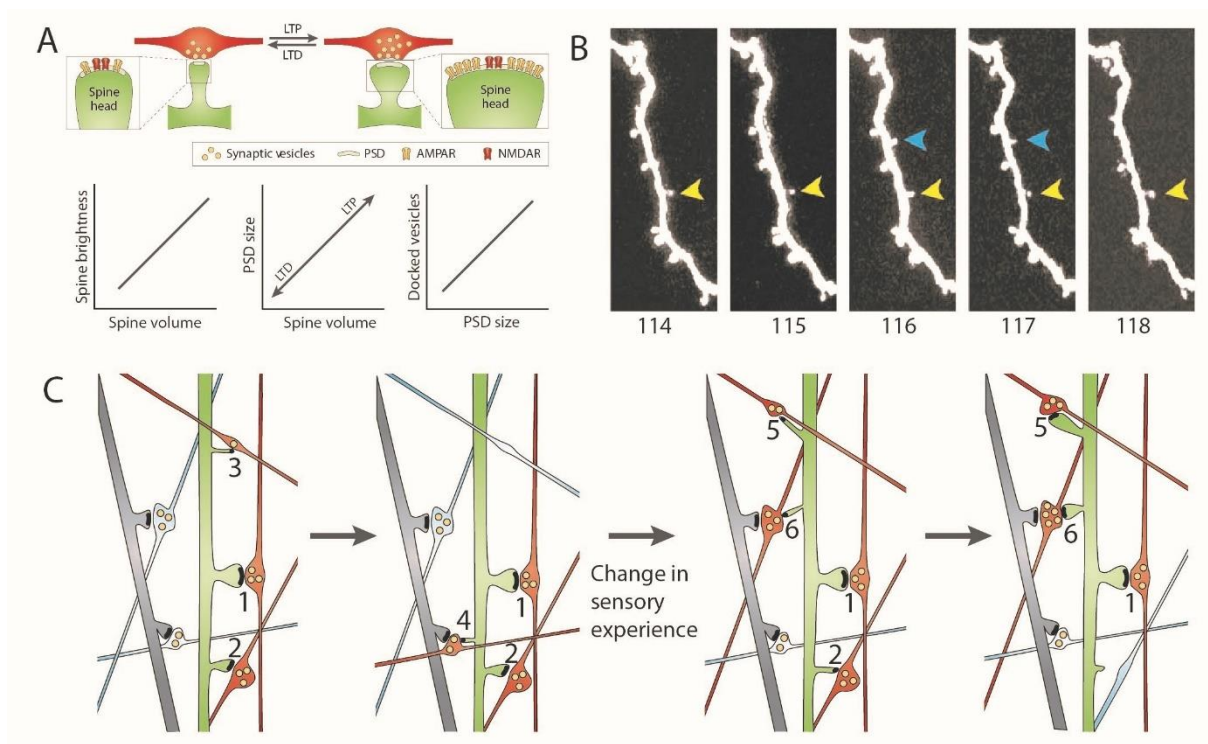 A
LTP
LTD
Spine
head
Spine
head
Synaptic vesicles
PSD
AMPAR
NMDAR
Spine brightness
Spine volume
PSD size
LTD
LTP
Spine volume
Docked vesicles
PSD size
B
114
115
116
117
118
C
3
1
2
4
1
2
Change in
sensory
experience
5
6
1
2
5
6
1